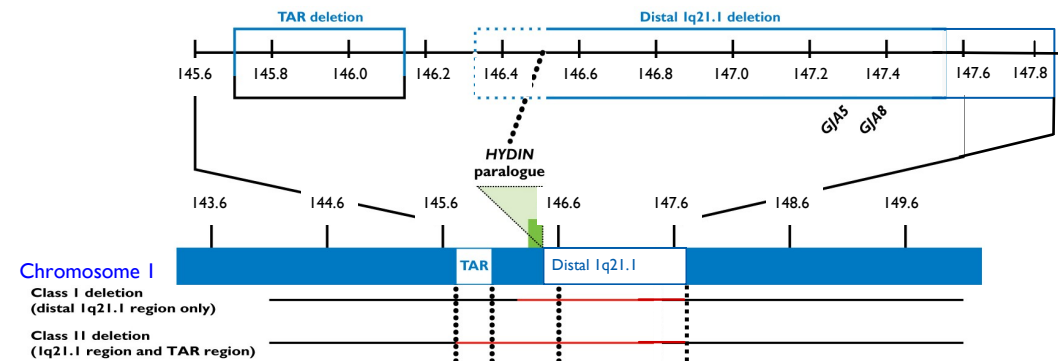 TAR deletion
Distal 1q21.1 deletion
145.6 145.8 146.0 146.2 146.4 146.6 146.8 147.0 147.2 147.4 147.6 147.8
GJA5 GJA8
HYDIN
paralogue
143.6 144.6 145.6 146.6 147.6 148.6 149.6
TAR Distal 1q21.1
Chromosome 1
Class I deletion
(distal 1q21.1 region only)
Class II deletion
(1q21.1 region and TAR region)